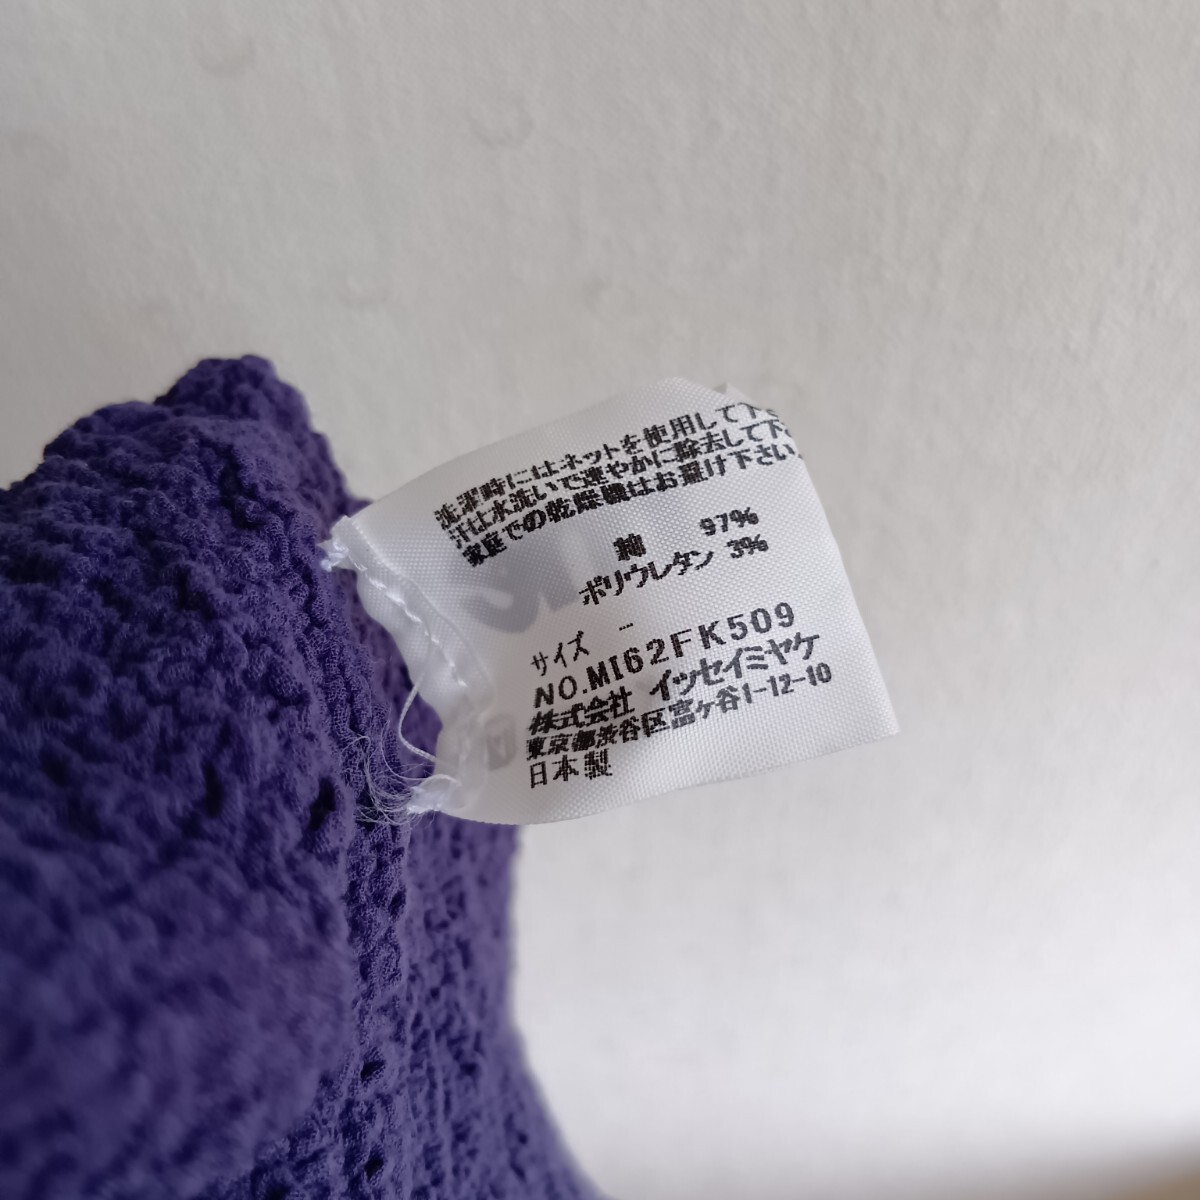 洗濯時にはネットを使用して下さ
汗は水洗いで速やかに除去して下さ
家庭での乾燥機はお避け下さい。
綿 97%
ポリウレタン 3%
サイズ --
NO.MI62FK509
株式会社 イッセイミヤケ
東京都渋谷区富ヶ谷1-12-10
日本製